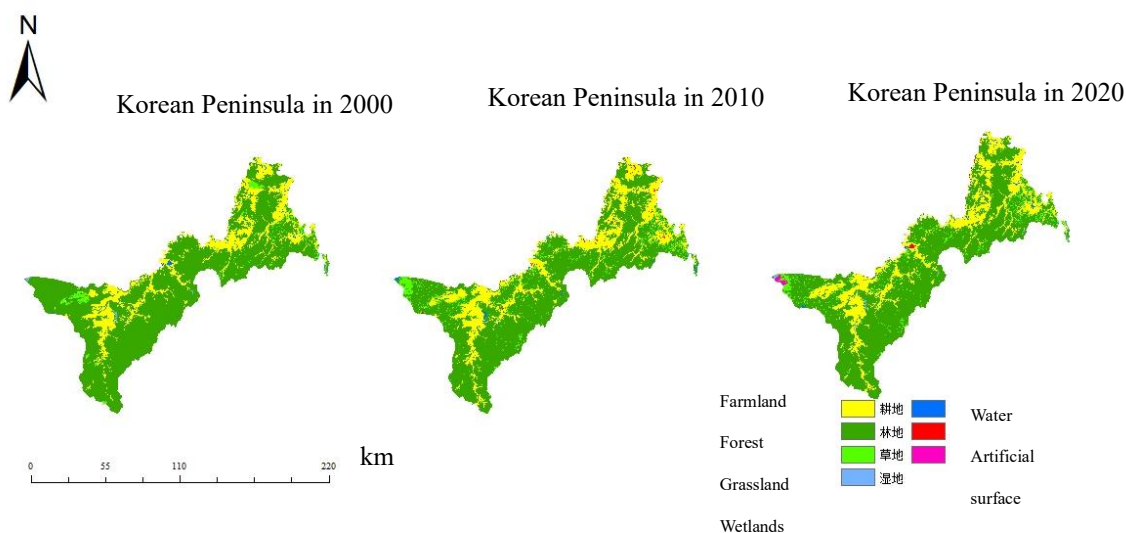 N
Korean Peninsula in 2000
Korean Peninsula in 2010
Korean Peninsula in 2020
0 55 110 220
km
Farmland
Forest
Grassland
Wetlands
耕地
林地
草地
湿地
Water
Artificial
surface